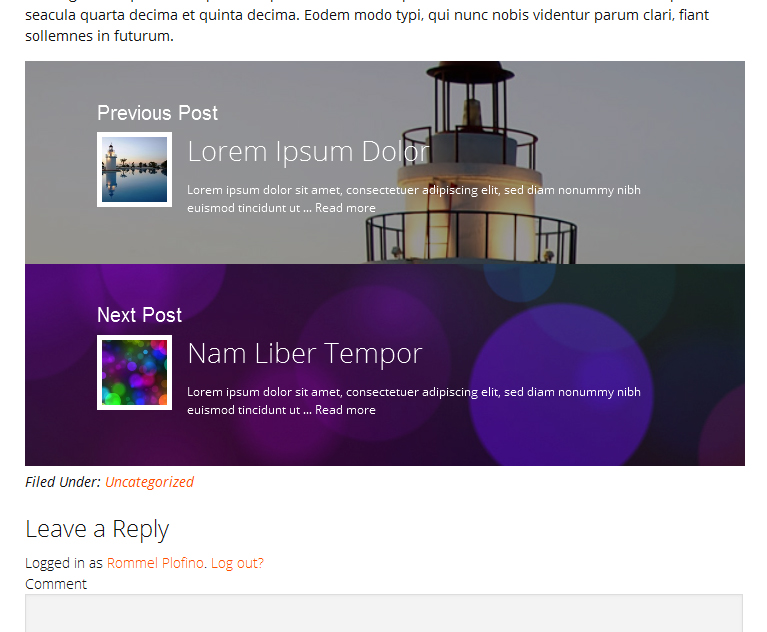 seacula quarta decima et quinta decima. Eodem modo typi, qui nunc nobis videntur parum clari, fiant
sollemnes in futurum.
Previous Post
Lorem Ipsum Dolor
Lorem ipsum dolor sit amet, consectetuer adipiscing elit, sed diam nonummy nibh
euismod tincidunt ut ... Read more
Next Post
Nam Liber Tempor
Lorem ipsum dolor sit amet, consectetuer adipiscing elit, sed diam nonummy nibh
euismod tincidunt ut ... Read more
Filed Under: Uncategorized
Leave a Reply
Logged in as Rommel Plofino. Log out?
Comment